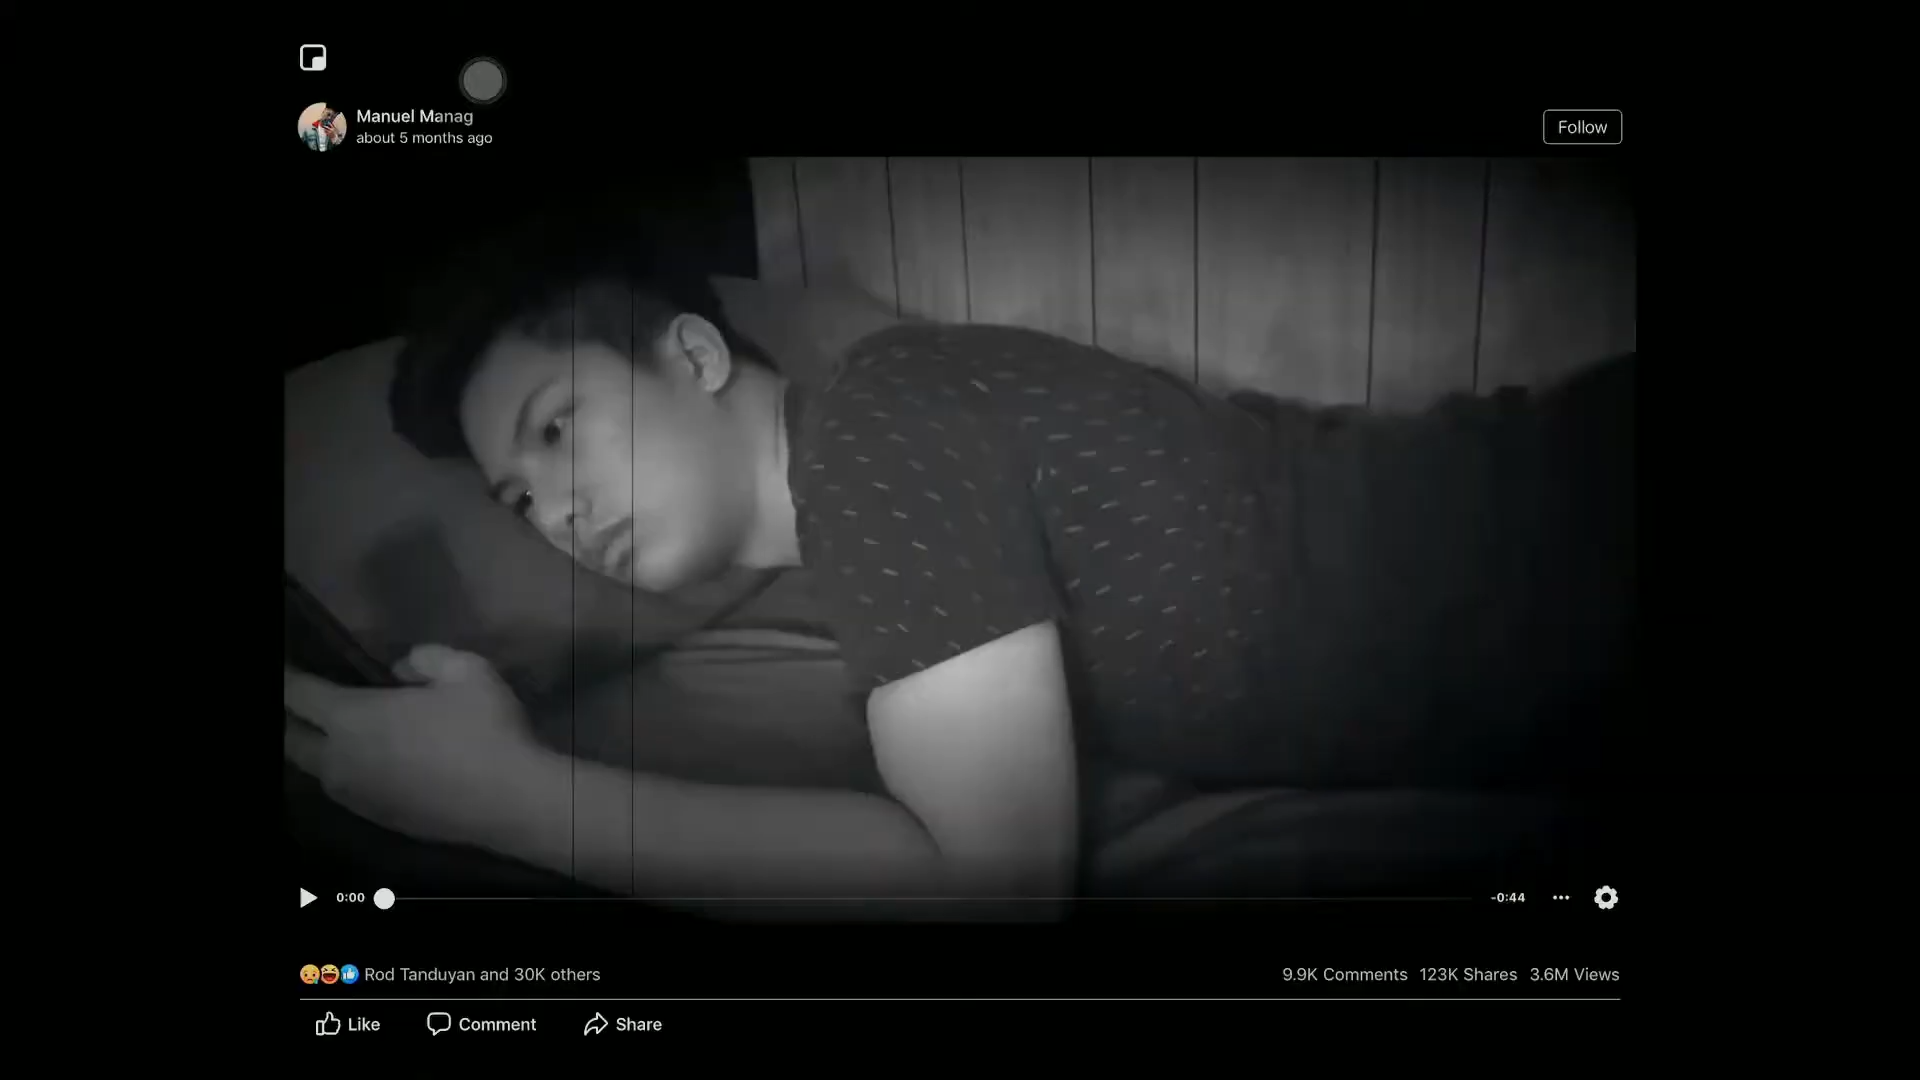 Manuel Manag
about 5 months ago
Follow
0:00
-0:44
Rod Tanduyan and 30K others
9.9K Comments 123K Shares 3.6M Views
Like Comment Share